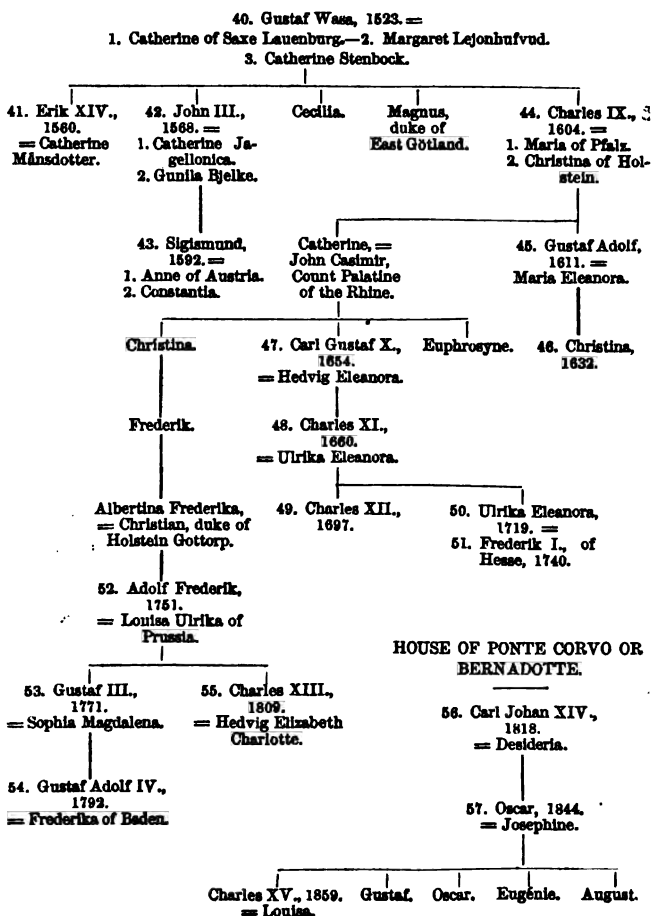 40. Gustaf Wasa, 1523. =
1. Catherine of Saxe Lauenburg.—2. Margaret Lejonhufvud.
3. Catherine Stenbock.
41. Erik XIV.,
1560.
= Catherine
Månsdotter.
42. John III.,
1568. =
1. Catherine Ja-
gellonica.
2. Gunila Bjelke.
Cecilia.
Magnus,
duke of
East Götland.
44. Charles IX.,
1604. =
1. Maria of Pfalz.
2. Christina of Hol-
stein.
43. Sigismund,
1592. =
1. Anne of Austria.
2. Constantia.
Catherine, =
John Casimir,
Count Palatine
of the Rhine.
45. Gustaf Adolf,
1611. =
Maria Eleanora.
Christina.
47. Carl Gustaf X.,
1654.
= Hedvig Eleanora.
Euphrosyne.
46. Christina,
1632.
Frederik.
48. Charles XI.,
1660.
= Ulrika Eleanora.
Albertina Frederika,
= Christian, duke of
Holstein Gottorp.
49. Charles XII.,
1697.
50. Ulrika Eleanora,
1719. =
51. Frederik I., of
Hesse, 1740.
52. Adolf Frederik,
1751.
= Louisa Ulrika of
Prussia.
HOUSE OF PONTE CORVO OR
BERNADOTTE.
53. Gustaf III.,
1771.
= Sophia Magdalena.
55. Charles XIII.,
1809.
= Hedvig Elizabeth
Charlotte.
56. Carl Johan XIV.,
1818.
= Desideria.
54. Gustaf Adolf IV.,
1792.
= Frederika of Baden.
57. Oscar, 1844.
= Josephine.
Charles XV., 1859.
= Louisa.
Gustaf.
Oscar.
Eugénie.
August.